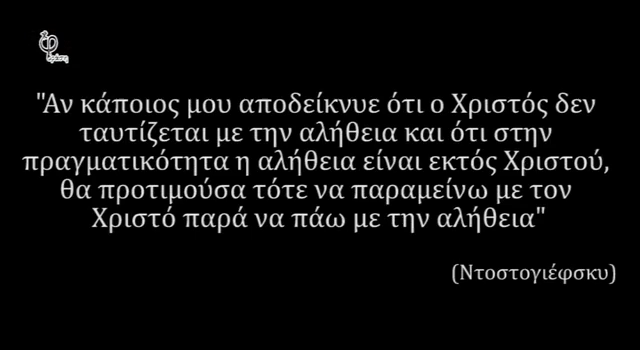 "Αν κάποιος μου αποδείκνυε ότι ο Χριστός δεν
ταυτίζεται με την αλήθεια και ότι στην
πραγματικότητα η αλήθεια είναι εκτός Χριστού,
θα προτιμούσα τότε να παραμείνω με τον
Χριστό παρά να πάω με την αλήθεια"
(Ντοστογιέφσκυ)